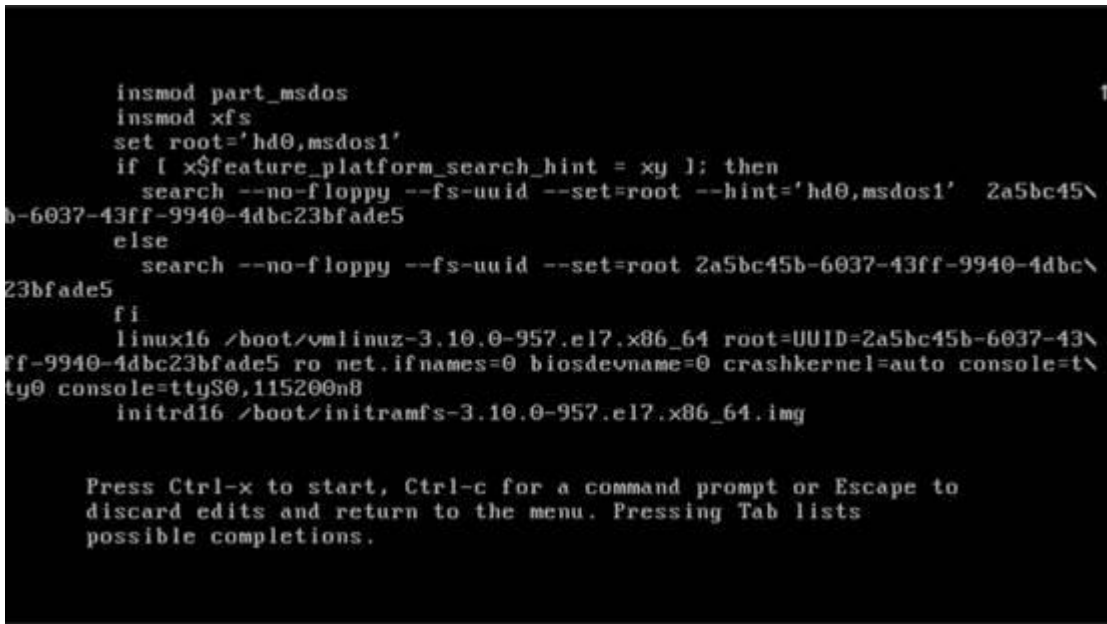 insmod part_msdos
insmod xfs
set root='hd0,msdos1'
if [ x$feature_platform_search_hint = xy ]; then
search --no-floppy --fs-uuid --set=root --hint='hd0,msdos1'  2a5bc45\
b-6037-43ff-9940-4dbc23bfade5
else
search --no-floppy --fs-uuid --set=root 2a5bc45b-6037-43ff-9940-4dbc\
23bfade5
fi
linux16 /boot/vmlinuz-3.10.0-957.el7.x86_64 root=UUID=2a5bc45b-6037-43\
ff-9940-4dbc23bfade5 ro net.ifnames=0 biosdevname=0 crashkernel=auto console=t\
ty0 console=ttyS0,115200n8
initrd16 /boot/initramfs-3.10.0-957.el7.x86_64.img
Press Ctrl-x to start, Ctrl-c for a command prompt or Escape to
discard edits and return to the menu. Pressing Tab lists
possible completions.